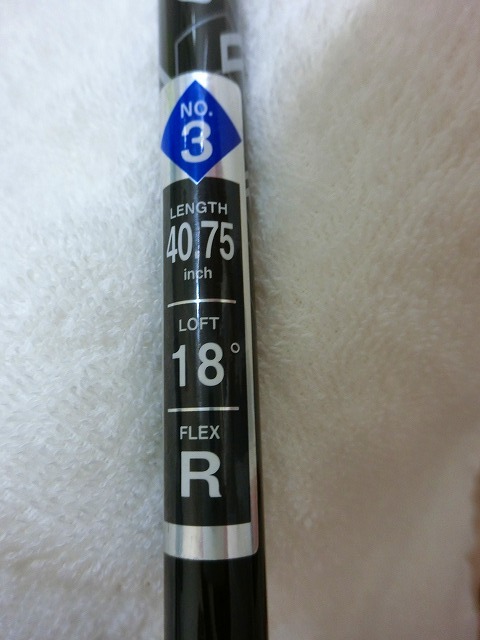 NO.
3
LENGTH
40.75
inch
LOFT
18°
FLEX
R